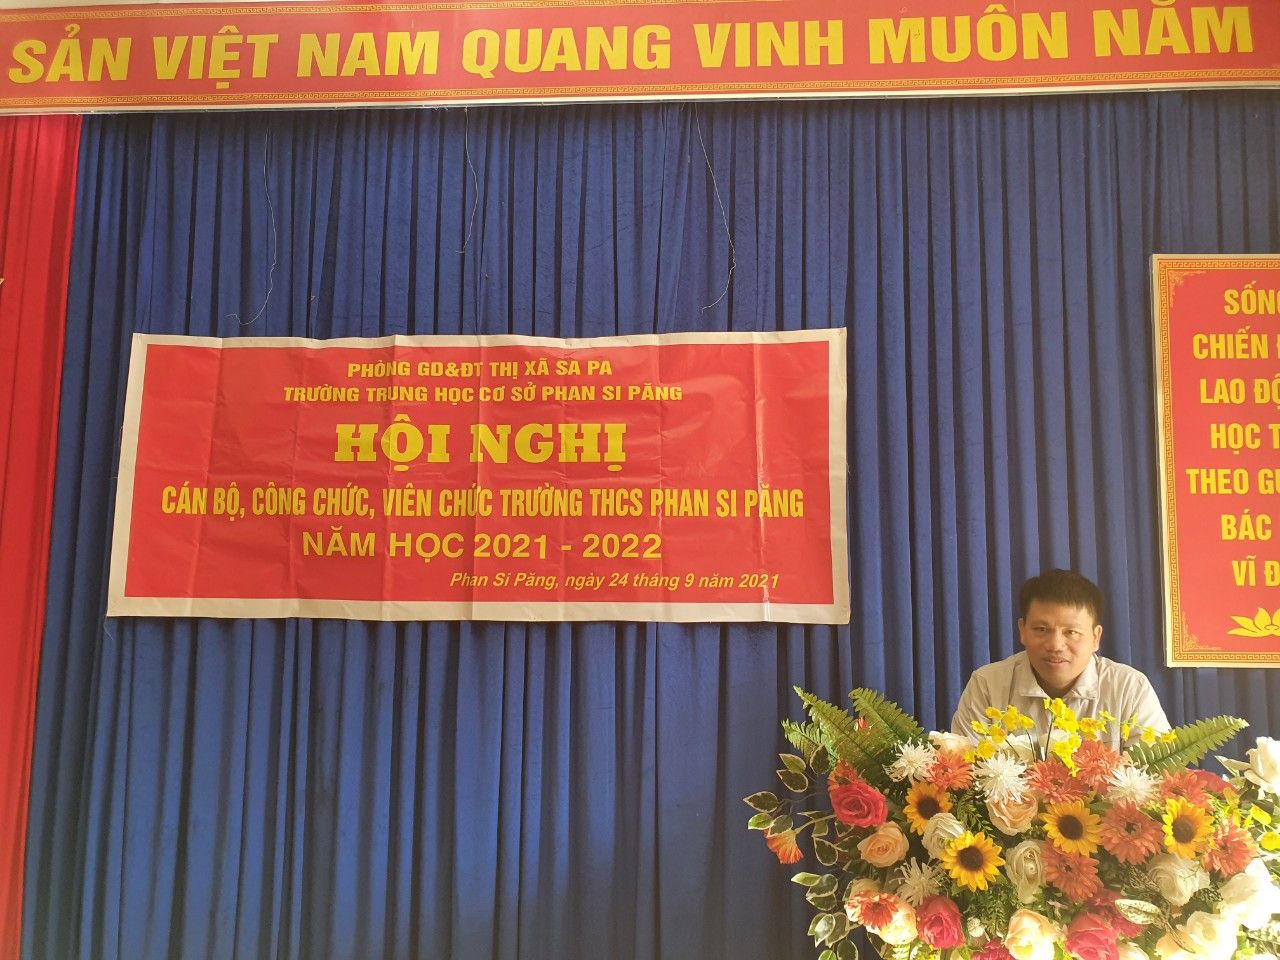 SẢN VIỆT NAM QUANG VINH MUÔN NĂM
PHÒNG GD&ĐT THỊ XÃ SA PA
TRƯỜNG TRUNG HỌC CƠ SỞ PHAN SI PĂNG
HỘI NGHỊ
CÁN BỘ, CÔNG CHỨC, VIÊN CHỨC TRƯỜNG THCS PHAN SI PĂNG
NĂM HỌC 2021 - 2022
Phan Si Păng, ngày 24 tháng 9 năm 2021
SỐNG
CHIẾN
LAO ĐỘ
HỌC T
THEO GƯ
BÁC
VĨ Đ